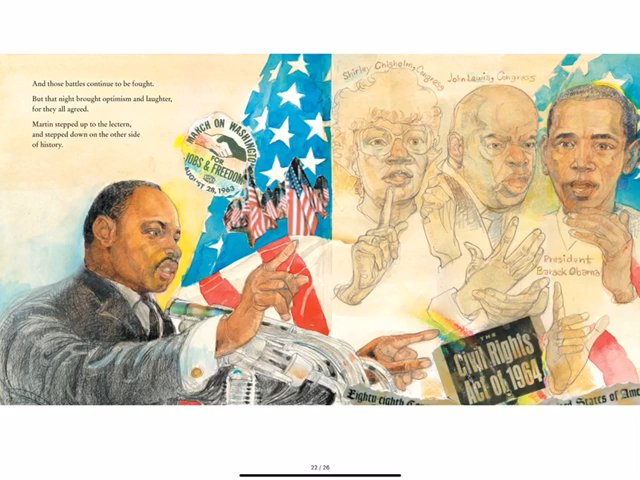 And those battles continue to be fought.
But that night brought optimism and laughter,
for they all agreed.
Martin stepped up to the lectern,
and stepped down on the other side
of history.
MARCH ON WASHINGTON
FOR
JOBS & FREEDOM
AUGUST 28, 1963
Shirley Chisholm, Congress
John Lewis, Congress
President
Barack Obama
THE
Civil Rights
Act of 1964
Eighty eighth
States of
22 / 26